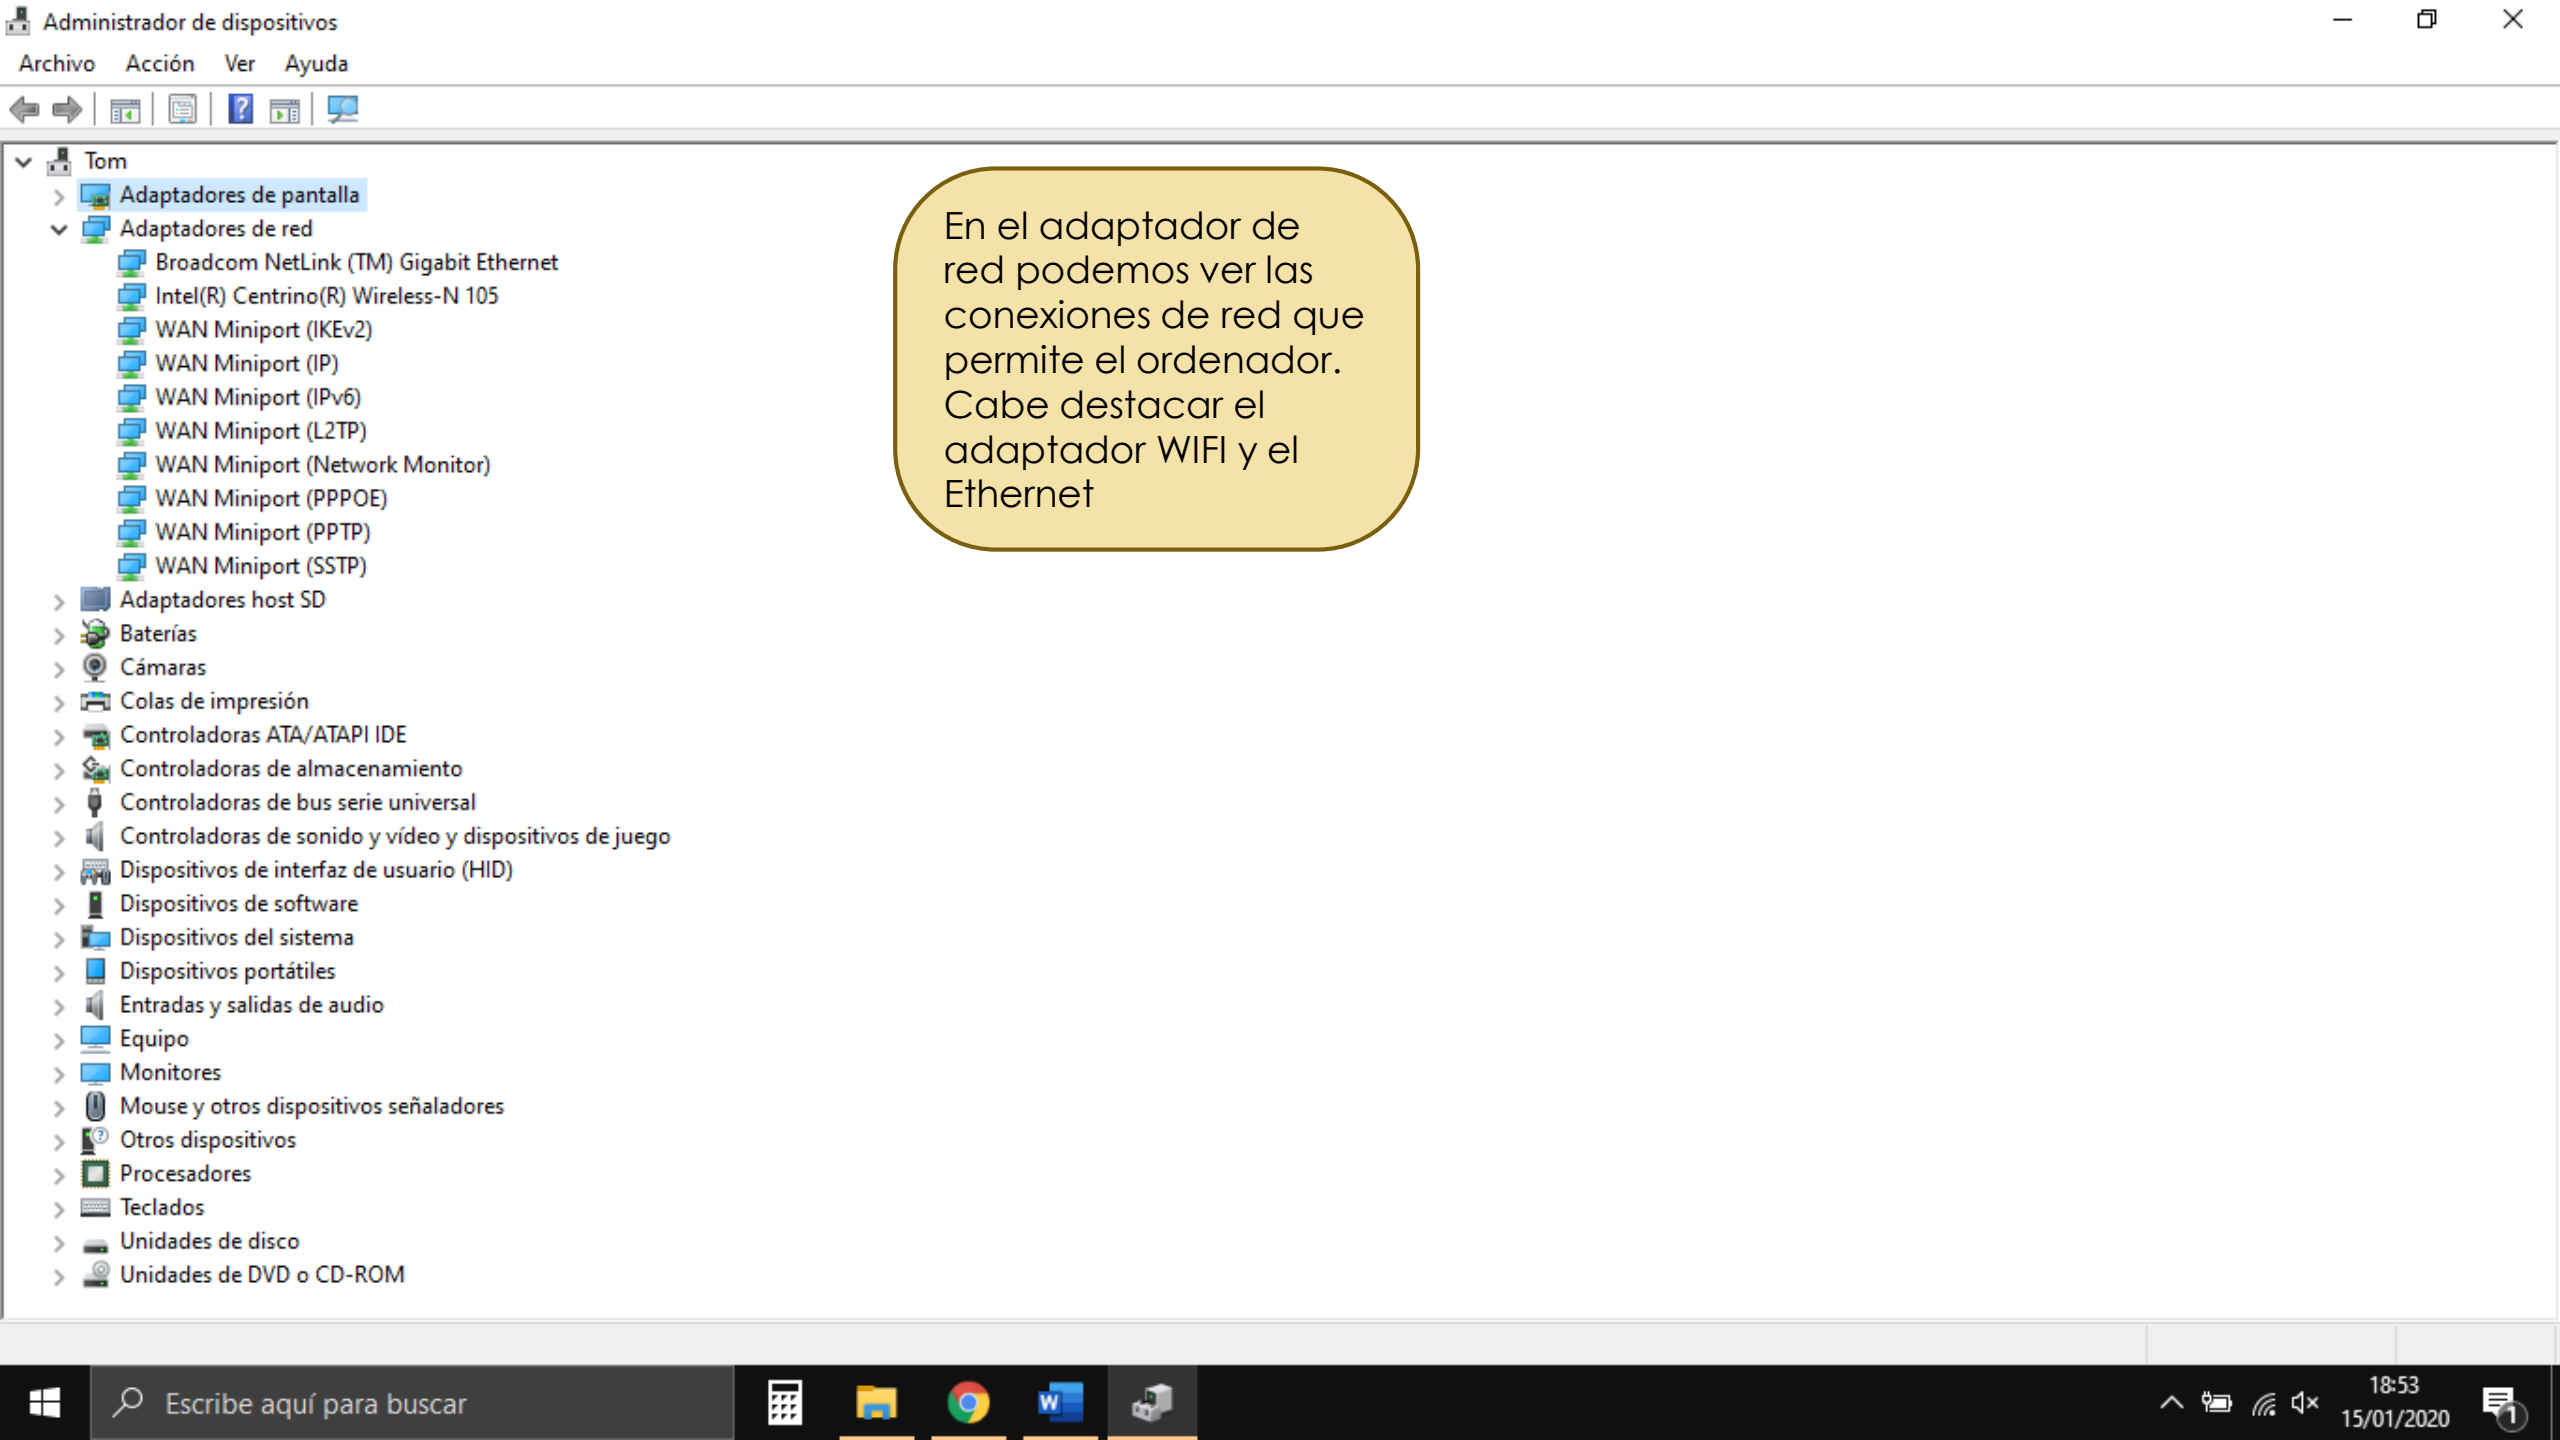 Administrador de dispositivos
Archivo Acción Ver Ayuda
Tom
Adaptadores de pantalla
Adaptadores de red
Broadcom NetLink (TM) Gigabit Ethernet
Intel(R) Centrino(R) Wireless-N 105
WAN Miniport (IKEv2)
WAN Miniport (IP)
WAN Miniport (IPv6)
WAN Miniport (L2TP)
WAN Miniport (Network Monitor)
WAN Miniport (PPPOE)
WAN Miniport (PPTP)
WAN Miniport (SSTP)
Adaptadores host SD
Baterías
Cámaras
Colas de impresión
Controladoras ATA/ATAPI IDE
Controladoras de almacenamiento
Controladoras de bus serie universal
Controladoras de sonido y vídeo y dispositivos de juego
Dispositivos de interfaz de usuario (HID)
Dispositivos de software
Dispositivos del sistema
Dispositivos portátiles
Entradas y salidas de audio
Equipo
Monitores
Mouse y otros dispositivos señaladores
Otros dispositivos
Procesadores
Teclados
Unidades de disco
Unidades de DVD o CD-ROM
En el adaptador de
red podemos ver las
conexiones de red que
permite el ordenador.
Cabe destacar el
adaptador WIFI y el
Ethernet
Escribe aquí para buscar
18:53
15/01/2020
1